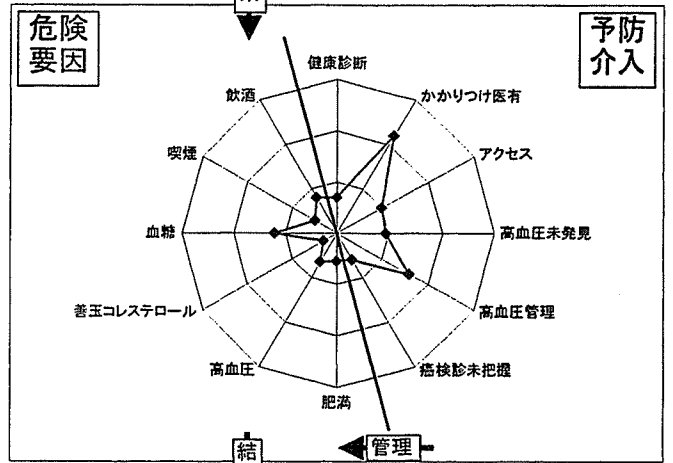 危険
要因
予防
介入
健康診断
飲酒
かかりつけ医有
喫煙
アクセス
血糖
高血圧未発見
善玉コレステロール
高血圧管理
高血圧
癌検診未把握
肥満
結
管理